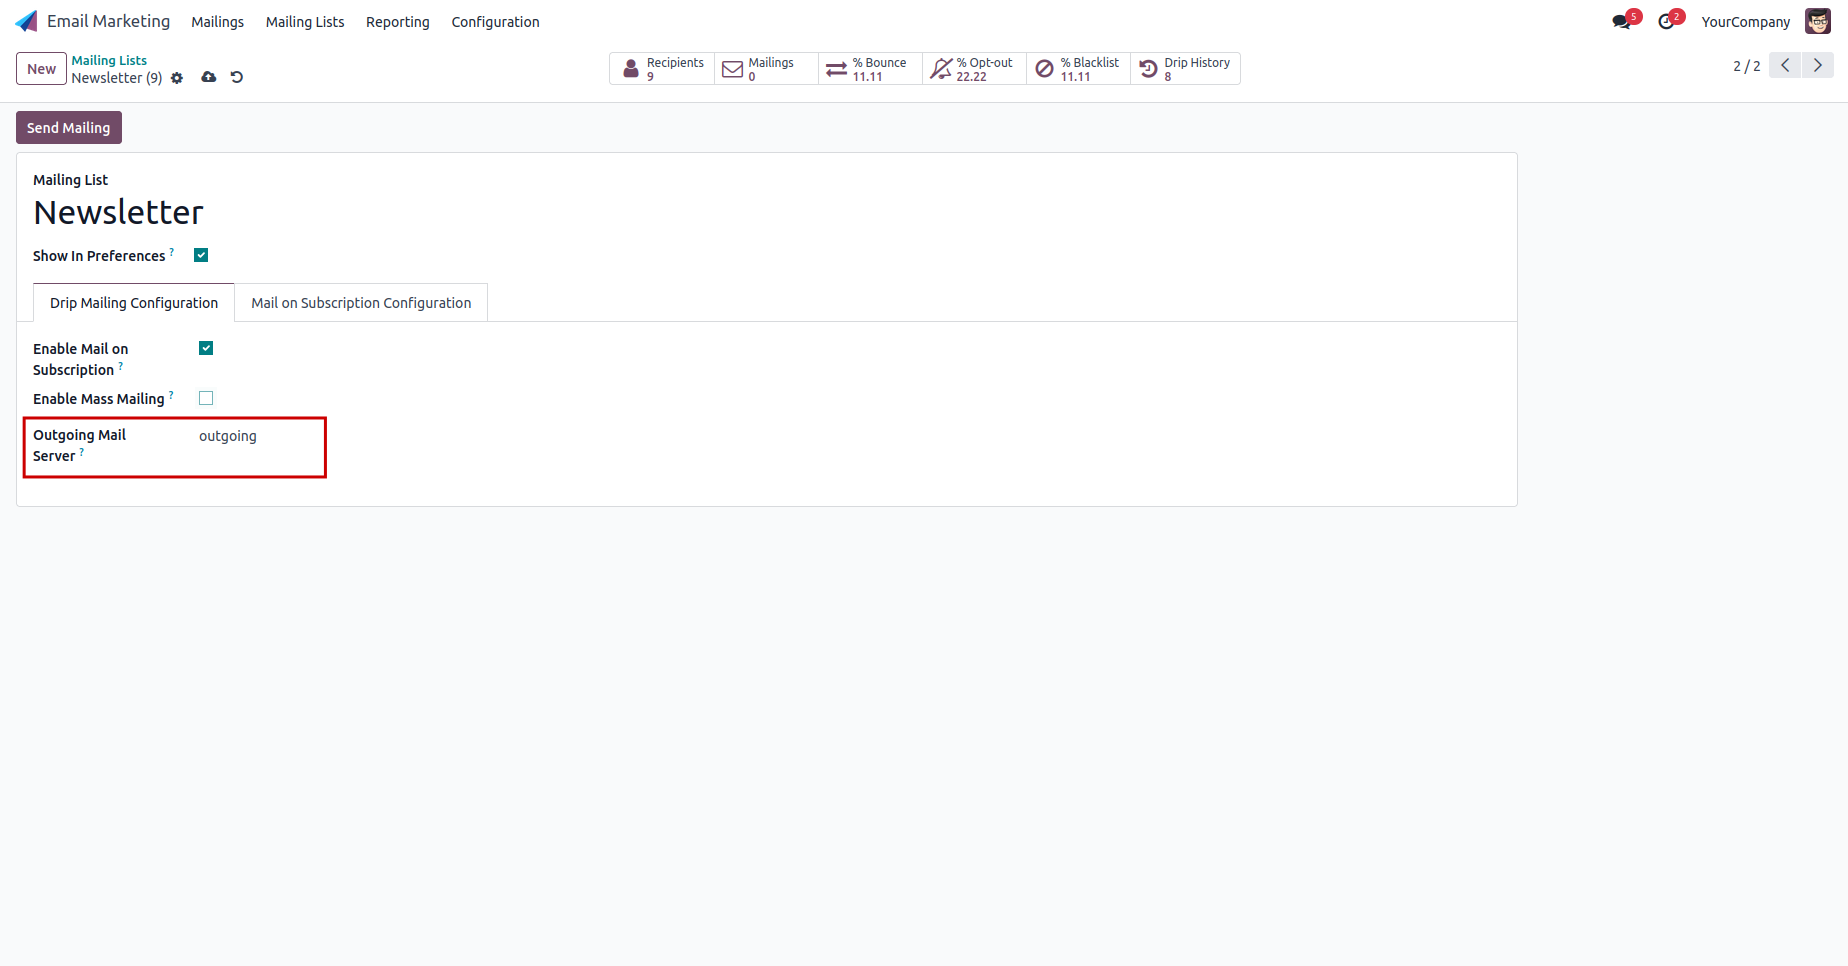 Email Marketing Mailings Mailing Lists Reporting Configuration 5 2 YourCompany
New Mailing Lists
Newsletter (9)
Recipients
9
Mailings
0
% Bounce
11.11
% Opt-out
22.22
% Blacklist
11.11
Drip History
8
2 / 2
Send Mailing
Mailing List
Newsletter
Show In Preferences ?
Drip Mailing Configuration Mail on Subscription Configuration
Enable Mail on
Subscription ?
Enable Mass Mailing ?
Outgoing Mail outgoing
Server ?